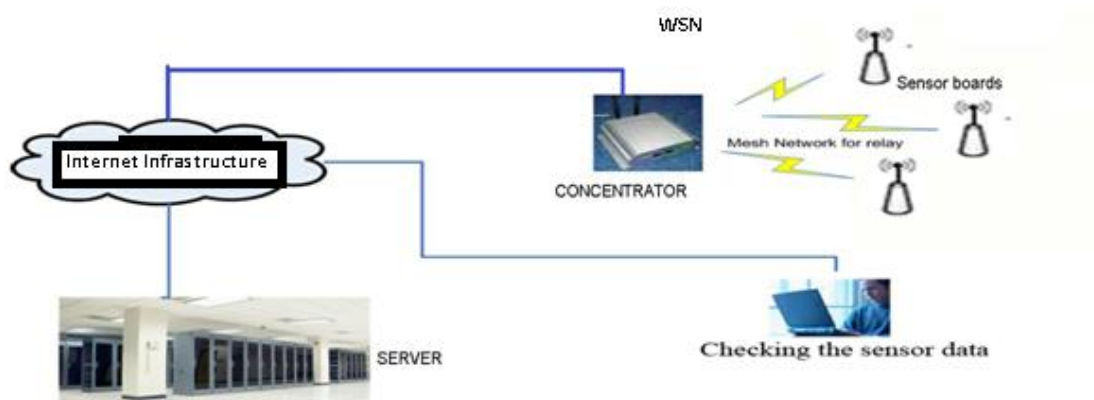 WSN
Sensor boards
Internet Infrastructure
Mesh Network for relay
CONCENTRATOR
Checking the sensor data
SERVER